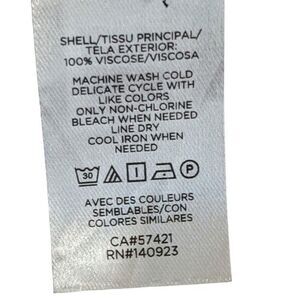 SHELL/TISSU PRINCIPAL/
TELA EXTERIOR:
100% VISCOSE/VISCOSA
MACHINE WASH COLD
DELICATE CYCLE WITH
LIKE COLORS
ONLY NON-CHLORINE
BLEACH WHEN NEEDED
LINE DRY
COOL IRON WHEN
NEEDED
30 P
AVEC DES COULEURS
SEMBLABLES/CON
COLORES SIMILARES
CA#57421
RN#140923